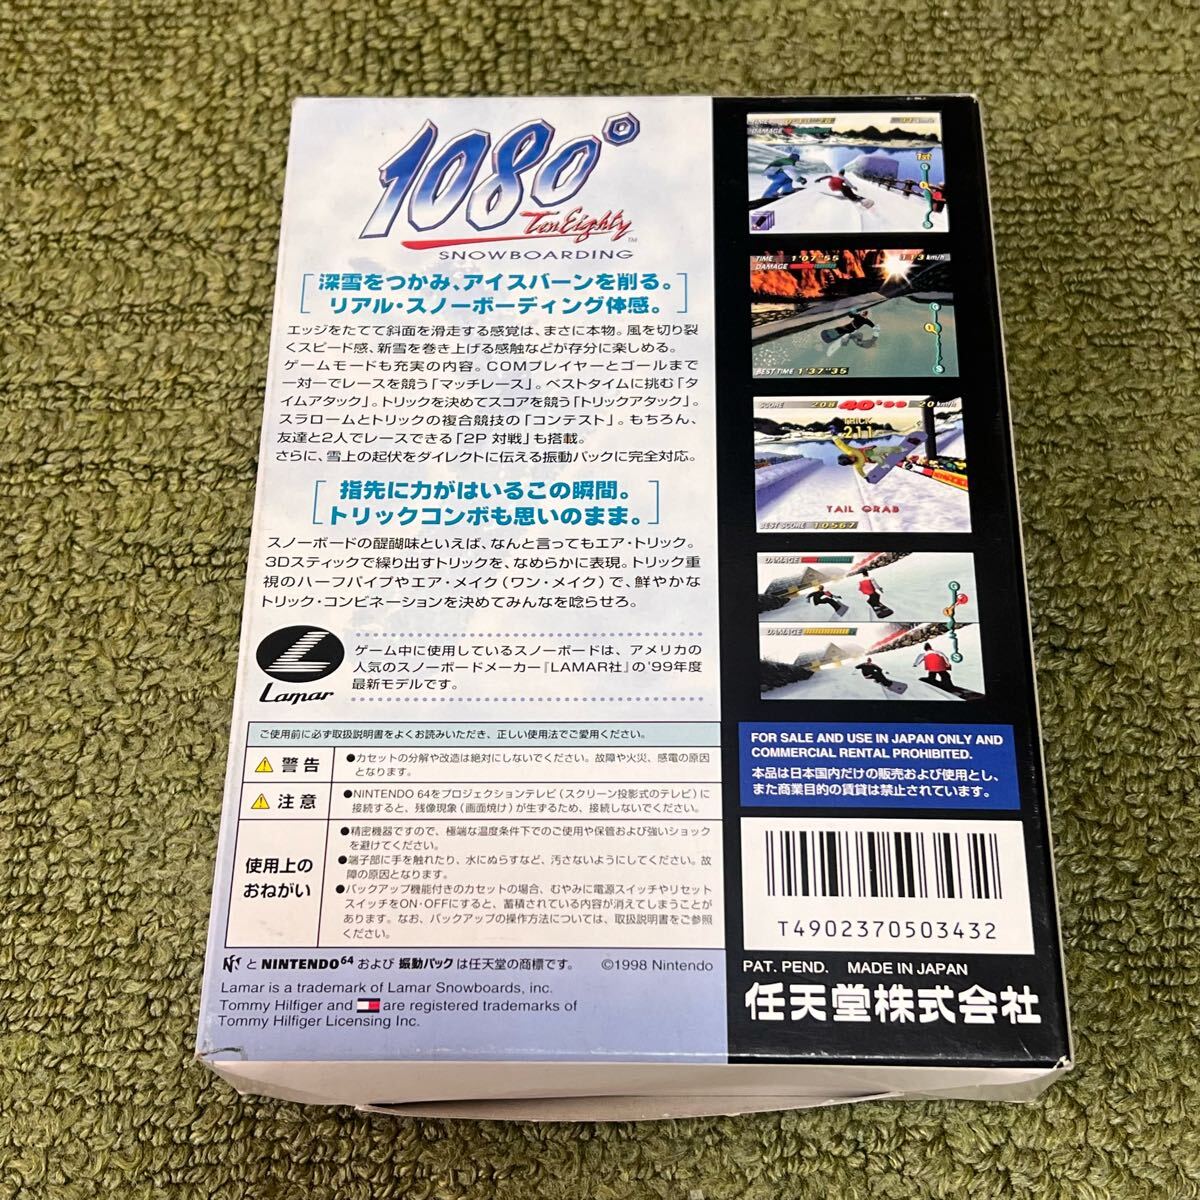 1080°
TenEighty™
SNOWBOARDING
深雪をつかみ、アイスバーンを削る。
リアル・スノーボーディング体感。
エッジをたてて斜面を滑走する感覚は、まさに本物。風を切り裂
くスピード感、新雪を巻き上げる感触などが存分に楽しめる。
ゲームモードも充実の内容。COMプレイヤーとゴールまで
一対一でレースを競う「マッチレース」。ベストタイムに挑む「タ
イムアタック」。トリックを決めてスコアを競う「トリックアタック」。
スラロームとトリックの複合競技の「コンテスト」。もちろん、
友達と2人でレースできる「2P 対戦」も搭載。
さらに、雪上の起伏をダイレクトに伝える振動パックに完全対応。
指先に力がはいるこの瞬間。
トリックコンボも思いのまま。
スノーボードの醍醐味といえば、なんと言ってもエア・トリック。
3Dスティックで繰り出すトリックを、なめらかに表現。トリック重
視のハーフパイプやエア・メイク（ワン・メイク）で、鮮やかな
トリック・コンビネーションを決めてみんなを唸らせろ。
Lamar
ゲーム中に使用しているスノーボードは、アメリカの
人気のスノーボードメーカー『LAMAR社』の'99年度
最新モデルです。
ご使用前に必ず取扱説明書をよくお読みいただき、正しい使用法でご愛用ください。
警告
●カセットの分解や改造は絶対にしないでください。故障や火災、感電の原因
となります。
注意
●NINTENDO 64をプロジェクションテレビ（スクリーン投影式のテレビ）に
接続すると、残像現象（画面焼け）が生ずるため、接続しないでください。
使用上の
おねがい
●精密機器ですので、極端な温度条件下でのご使用や保管および強いショック
を避けてください。
●端子部に手を触れたり、水にぬらすなど、汚さないようにしてください。故
障の原因となります。
●バックアップ機能付きのカセットの場合、むやみに電源スイッチやリセット
スイッチをON・OFFにすると、蓄積されている内容が消えてしまうことが
あります。なお、バックアップの操作方法については、取扱説明書をご参照
ください。
と NINTENDO64 および 振動パック は任天堂の商標です。 ©1998 Nintendo
Lamar is a trademark of Lamar Snowboards, inc.
Tommy Hilfiger and are registered trademarks of
Tommy Hilfiger Licensing Inc.
DAMAGE
1st
TIME 1'07"55 113 km/h
DAMAGE
BEST TIME 1'37"35
SCORE 208 40"99 20 km/h
211
TAIL GRAB
BEST SCORE 10567
DAMAGE
DAMAGE
FOR SALE AND USE IN JAPAN ONLY AND
COMMERCIAL RENTAL PROHIBITED.
本品は日本国内だけの販売および使用とし、
また商業目的の賃貸は禁止されています。
T4902370503432
PAT. PEND. MADE IN JAPAN
任天堂株式会社